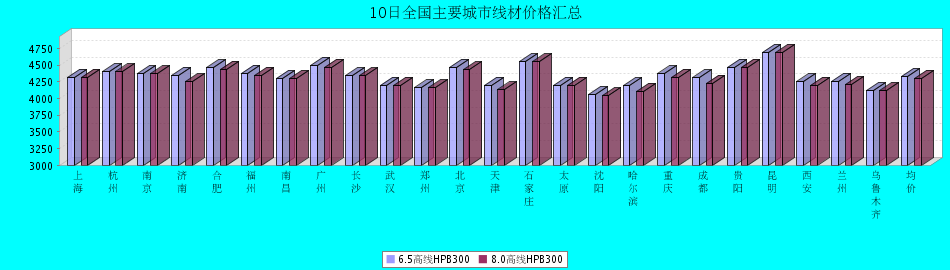 10日全国主要城市线材价格汇总
4750
4500
4250
4000
3750
3500
3250
3000
上海
杭州
南京
济南
合肥
福州
南昌
广州
长沙
武汉
郑州
北京
天津
石家庄
太原
沈阳
哈尔滨
重庆
成都
贵阳
昆明
西安
兰州
乌鲁木齐
均价
6.5高线HPB300 8.0高线HPB300